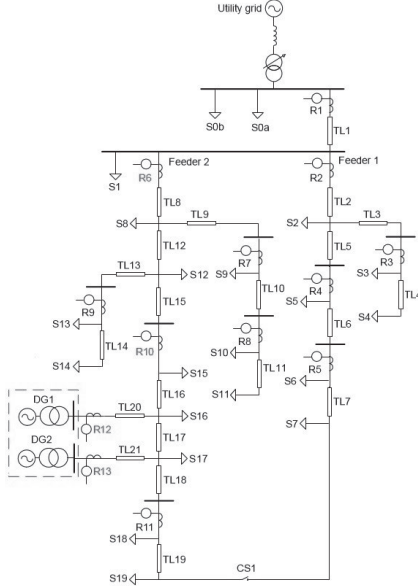 Utility grid
R1
S0b S0a
TL1
Feeder 2 Feeder 1
S1
R6 R2
TL8 TL2
TL9 TL3
S8 S2
TL12 TL5
R7 R3
TL13 S9 S3
S12 R4
TL10 TL4
R9 TL15 S5
S13 S4
R10 R8 TL6
TL14 S10
S14 S15 R5
TL11 S6
TL16 S11
DG1 TL20 S16 TL7
R12 TL17 S7
DG2 TL21 S17
R13 TL18
R11
S18
TL19 CS1
S19